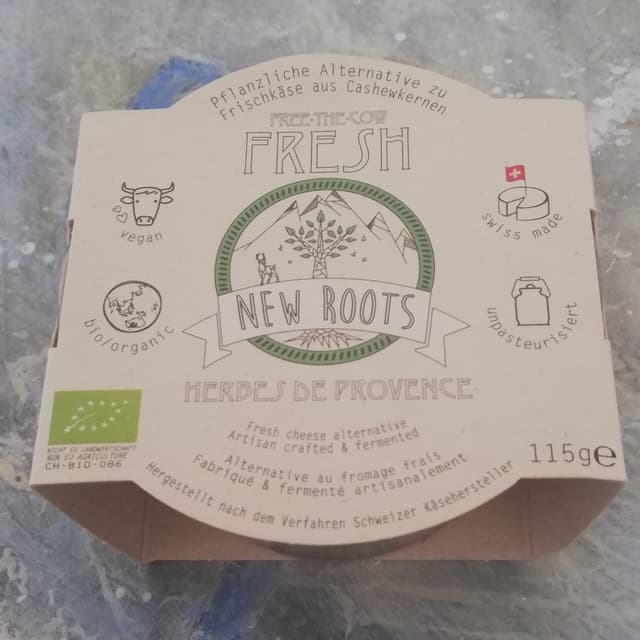 Pflanzliche Alternative zu
Frischkäse aus Cashewkernen
FREE-THE-COW
FRESH
vegan
swiss made
bio/organic
unpasteurisiert
NEW ROOTS
HERBES DE PROVENCE
NICHT EU LANDWIRTSCHAFT
NON EU AGRICULTURE
CH-BIO-086
Fresh cheese alternative
Artisan crafted & fermented
Alternative au fromage frais
Fabriqué & fermenté artisanalement
Hergestellt nach dem Verfahren Schweizer Käsehersteller
115g℮